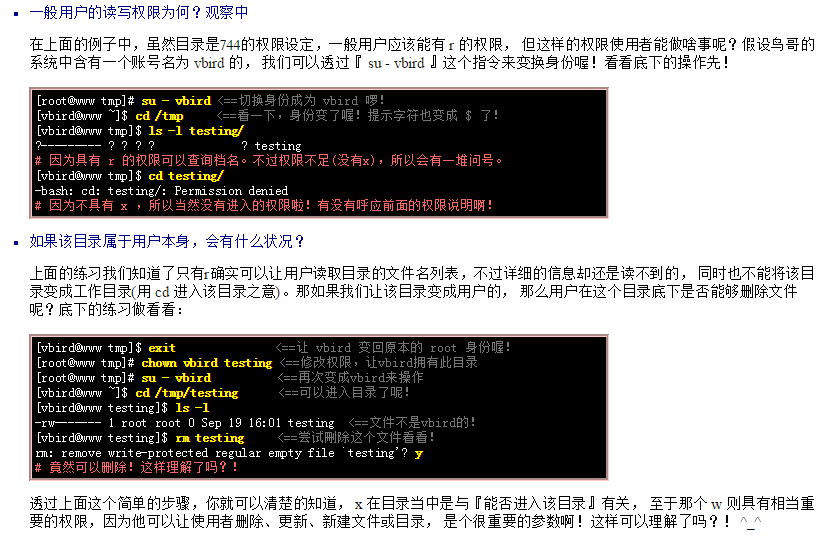 一般用户的读写权限为何？观察中
在上面的例子中，虽然目录是744的权限设定，一般用户应该能有 r 的权限， 但这样的权限使用者能做啥事呢？假设鸟哥的
系统中含有一个账号名为 vbird 的， 我们可以透过『 su - vbird 』这个指令来变换身份喔！看看底下的操作先！
[root@www tmp]# su - vbird <==切换身份成为 vbird 啰！
[vbird@www ~]$ cd /tmp <==看一下，身份变了喔！提示字符也变成 $ 了！
[vbird@www tmp]$ ls -l testing/
?--------- ? ? ? ? ? testing
# 因为具有 r 的权限可以查询档名。不过权限不足(没有x)，所以会有一堆问号。
[vbird@www tmp]$ cd testing/
-bash: cd: testing/: Permission denied
# 因为不具有 x ，所以当然没有进入的权限啦！有没有呼应前面的权限说明啊！
如果该目录属于用户本身，会有什么状况？
上面的练习我们知道了只有r确实可以让用户读取目录的文件名列表，不过详细的信息却还是读不到的， 同时也不能将该目
录变成工作目录(用 cd 进入该目录之意)。那如果我们让该目录变成用户的， 那么用户在这个目录底下是否能够删除文件
呢？底下的练习做看看：
[vbird@www tmp]$ exit <==让 vbird 变回原本的 root 身份喔！
[root@www tmp]# chown vbird testing <==修改权限，让vbird拥有此目录
[root@www tmp]# su - vbird <==再次变成vbird来操作
[vbird@www ~]$ cd /tmp/testing <==可以进入目录了呢！
[vbird@www testing]$ ls -l
-rw------- 1 root root 0 Sep 19 16:01 testing <==文件不是vbird的！
[vbird@www testing]$ rm testing <==尝试刪除这个文件看看！
rm: remove write-protected regular empty file `testing'? y
# 竟然可以删除！这样理解了吗？！
透过上面这个简单的步骤，你就可以清楚的知道， x 在目录当中是与『能否进入该目录』有关， 至于那个 w 则具有相当重
要的权限，因为他可以让使用者删除、更新、新建文件或目录， 是个很重要的参数啊！这样可以理解了吗？！ ^_^